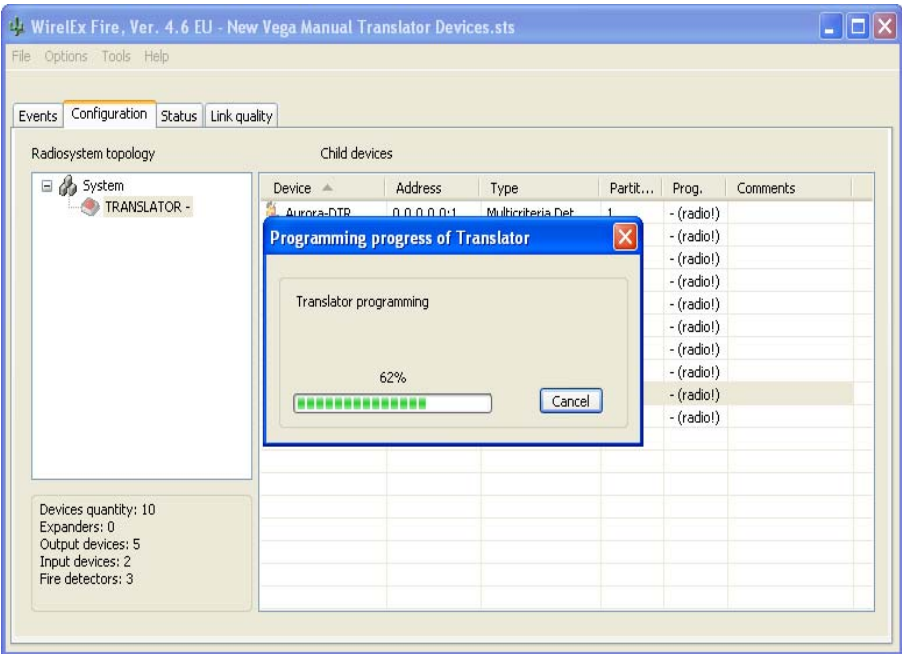 WirelEx Fire, Ver. 4.6 EU - New Vega Manual Translator Devices.sts
File Options Tools Help
Events Configuration Status Link quality
Radiosystem topology Child devices
System
TRANSLATOR -
Device Address Type Partit... Prog. Comments
Aurora-DTR 0.0.0.0:1 Multicriteria Det 1 - (radio!)
- (radio!)
- (radio!)
- (radio!)
- (radio!)
- (radio!)
- (radio!)
- (radio!)
- (radio!)
- (radio!)
Programming progress of Translator
Translator programming
62%
Cancel
Devices quantity: 10
Expanders: 0
Output devices: 5
Input devices: 2
Fire detectors: 3